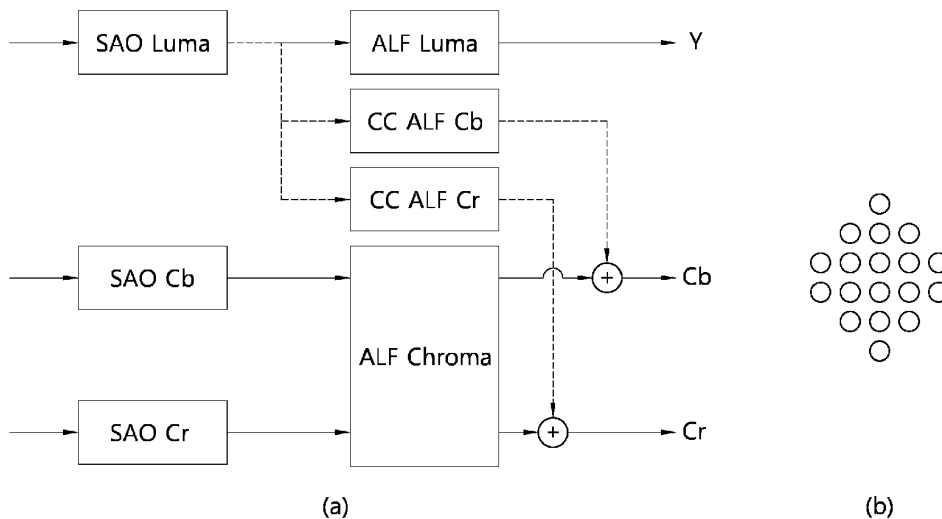 SAO Luma
ALF Luma
Y
CC ALF Cb
CC ALF Cr
SAO Cb
ALF Chroma
+
Cb
SAO Cr
+
Cr
(a)
(b)